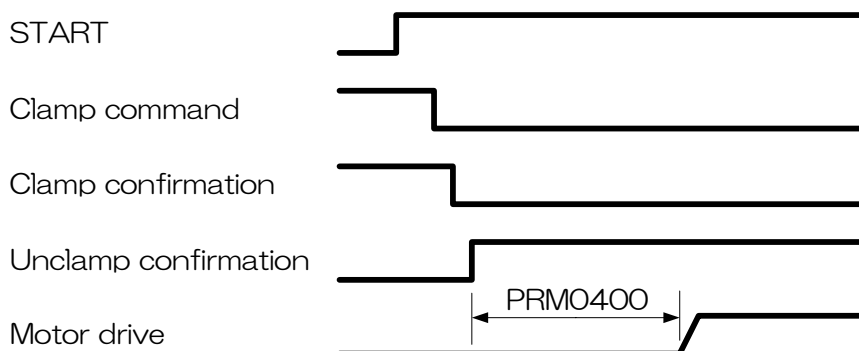 START
Clamp command
Clamp confirmation
Unclamp confirmation
PRM0400
Motor drive